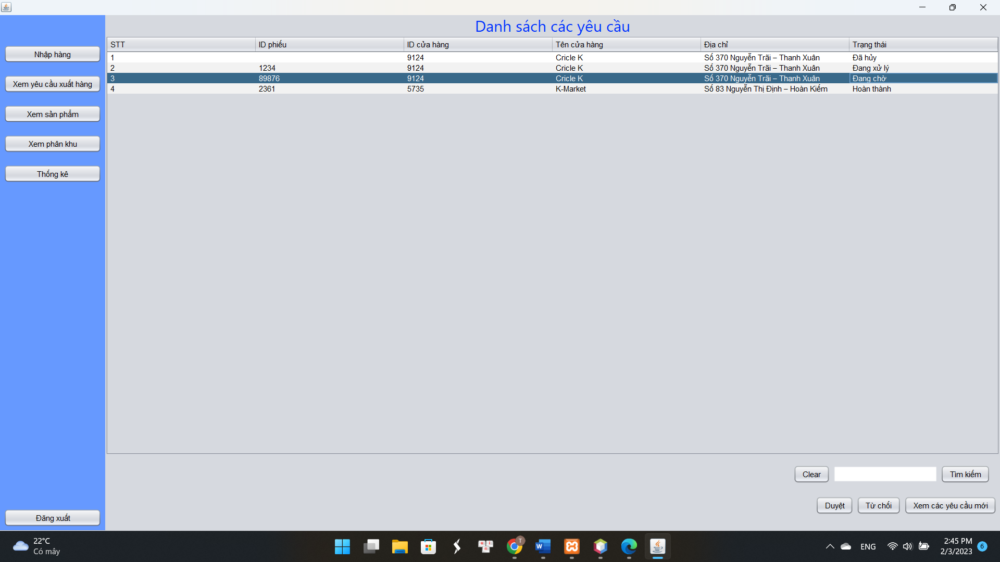 Danh sách các yêu cầu
Nhập hàng
Xem yêu cầu xuất hàng
Xem sản phẩm
Xem phân khu
Thống kê
Đăng xuất
STT ID phiếu ID cửa hàng Tên cửa hàng Địa chỉ Trạng thái
1 9124 Cricle K Số 370 Nguyễn Trãi – Thanh Xuân Đã hủy
2 1234 9124 Cricle K Số 370 Nguyễn Trãi – Thanh Xuân Đang xử lý
3 89876 9124 Cricle K Số 370 Nguyễn Trãi – Thanh Xuân Đang chờ
4 2361 5735 K-Market Số 83 Nguyễn Thị Định – Hoàn Kiếm Hoàn thành
Clear Tìm kiếm
Duyệt Từ chối Xem các yêu cầu mới
22°C
Có mây
T
W
ENG
2:45 PM
2/3/2023
6